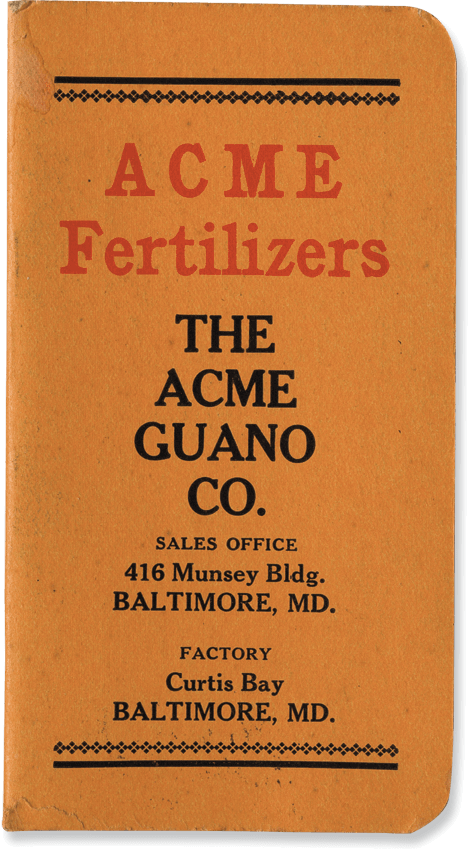 ACME
Fertilizers
THE
ACME
GUANO
CO.
SALES OFFICE
416 Munsey Bldg.
BALTIMORE, MD.
FACTORY
Curtis Bay
BALTIMORE, MD.